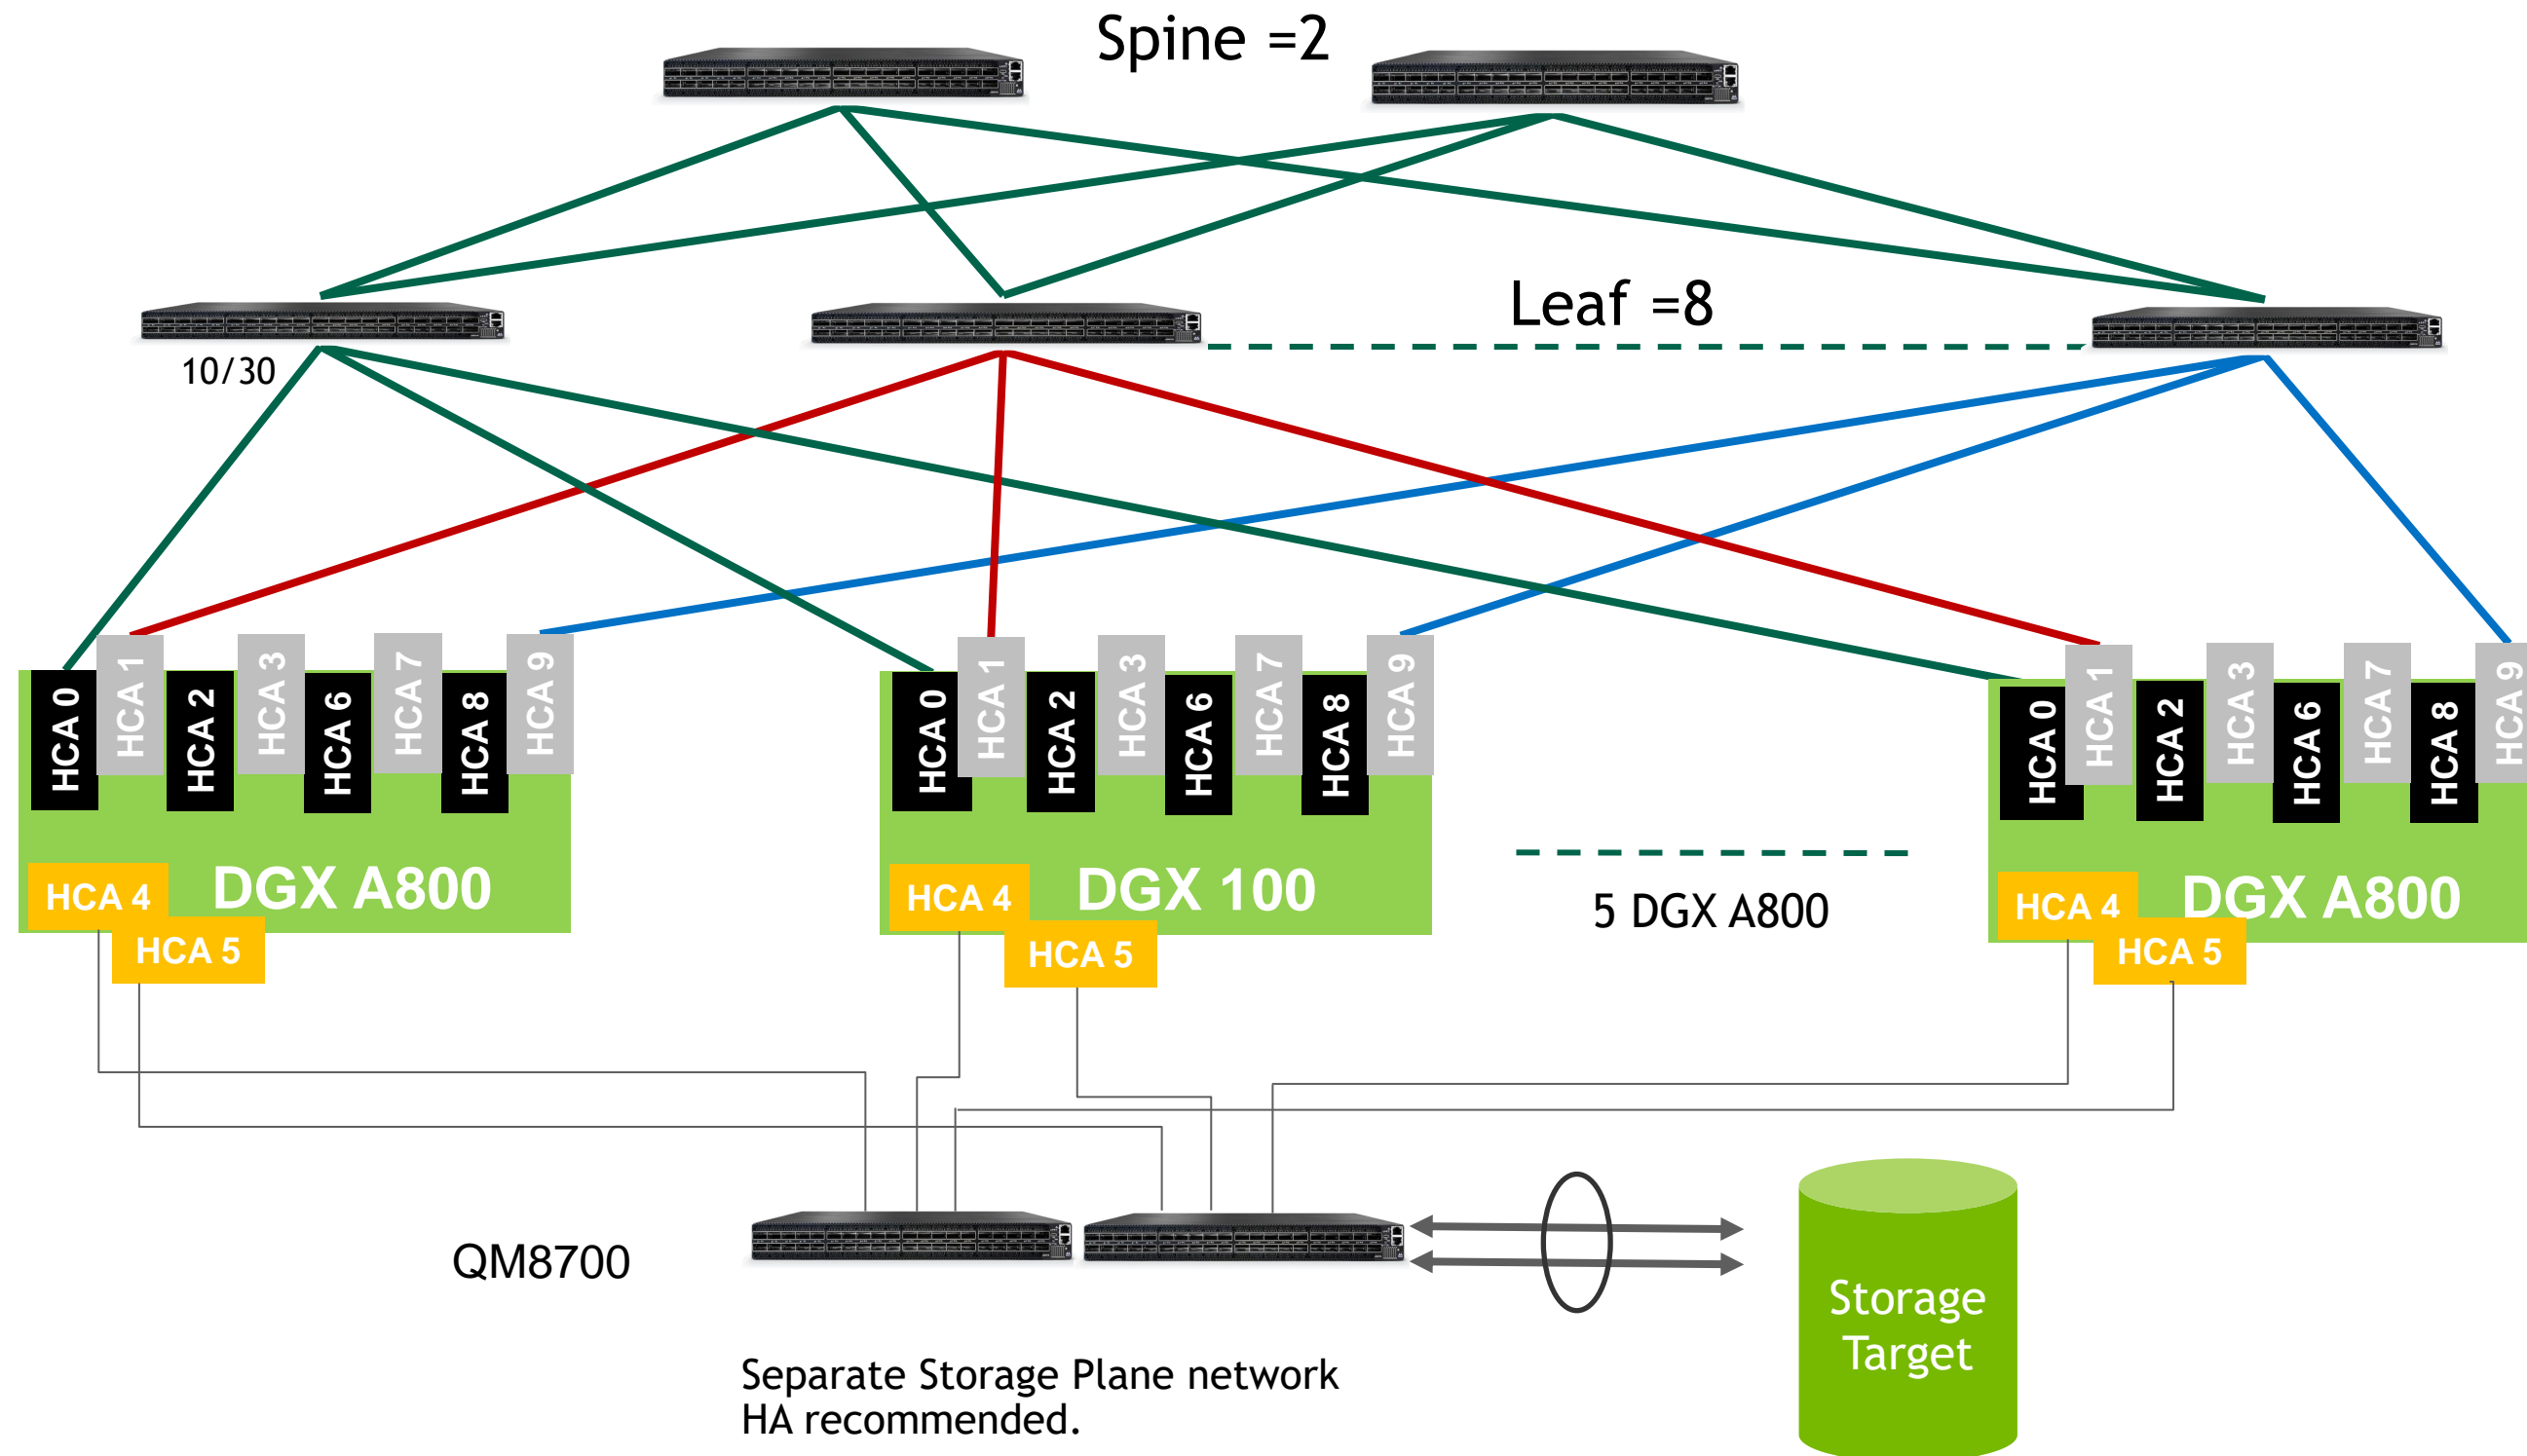 Spine =2
Leaf =8
10/30
HCA 0
HCA 1
HCA 2
HCA 3
HCA 6
HCA 7
HCA 8
HCA 9
HCA 0
HCA 1
HCA 2
HCA 3
HCA 6
HCA 7
HCA 8
HCA 9
HCA 0
HCA 1
HCA 2
HCA 3
HCA 6
HCA 7
HCA 8
HCA 9
HCA 4
DGX A800
HCA 5
HCA 4
DGX 100
HCA 5
5 DGX A800
HCA 4
DGX A800
HCA 5
QM8700
Storage
Target
Separate Storage Plane network
HA recommended.